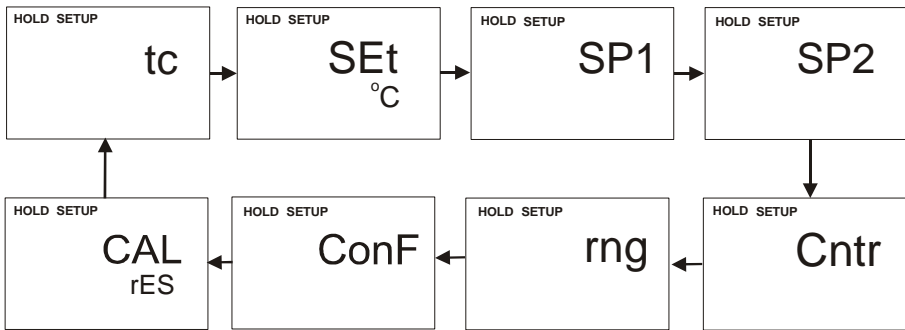 HOLD SETUP
tc
HOLD SETUP
SEt
°C
HOLD SETUP
SP1
HOLD SETUP
SP2
HOLD SETUP
CAL
rES
HOLD SETUP
ConF
HOLD SETUP
rng
HOLD SETUP
Cntr